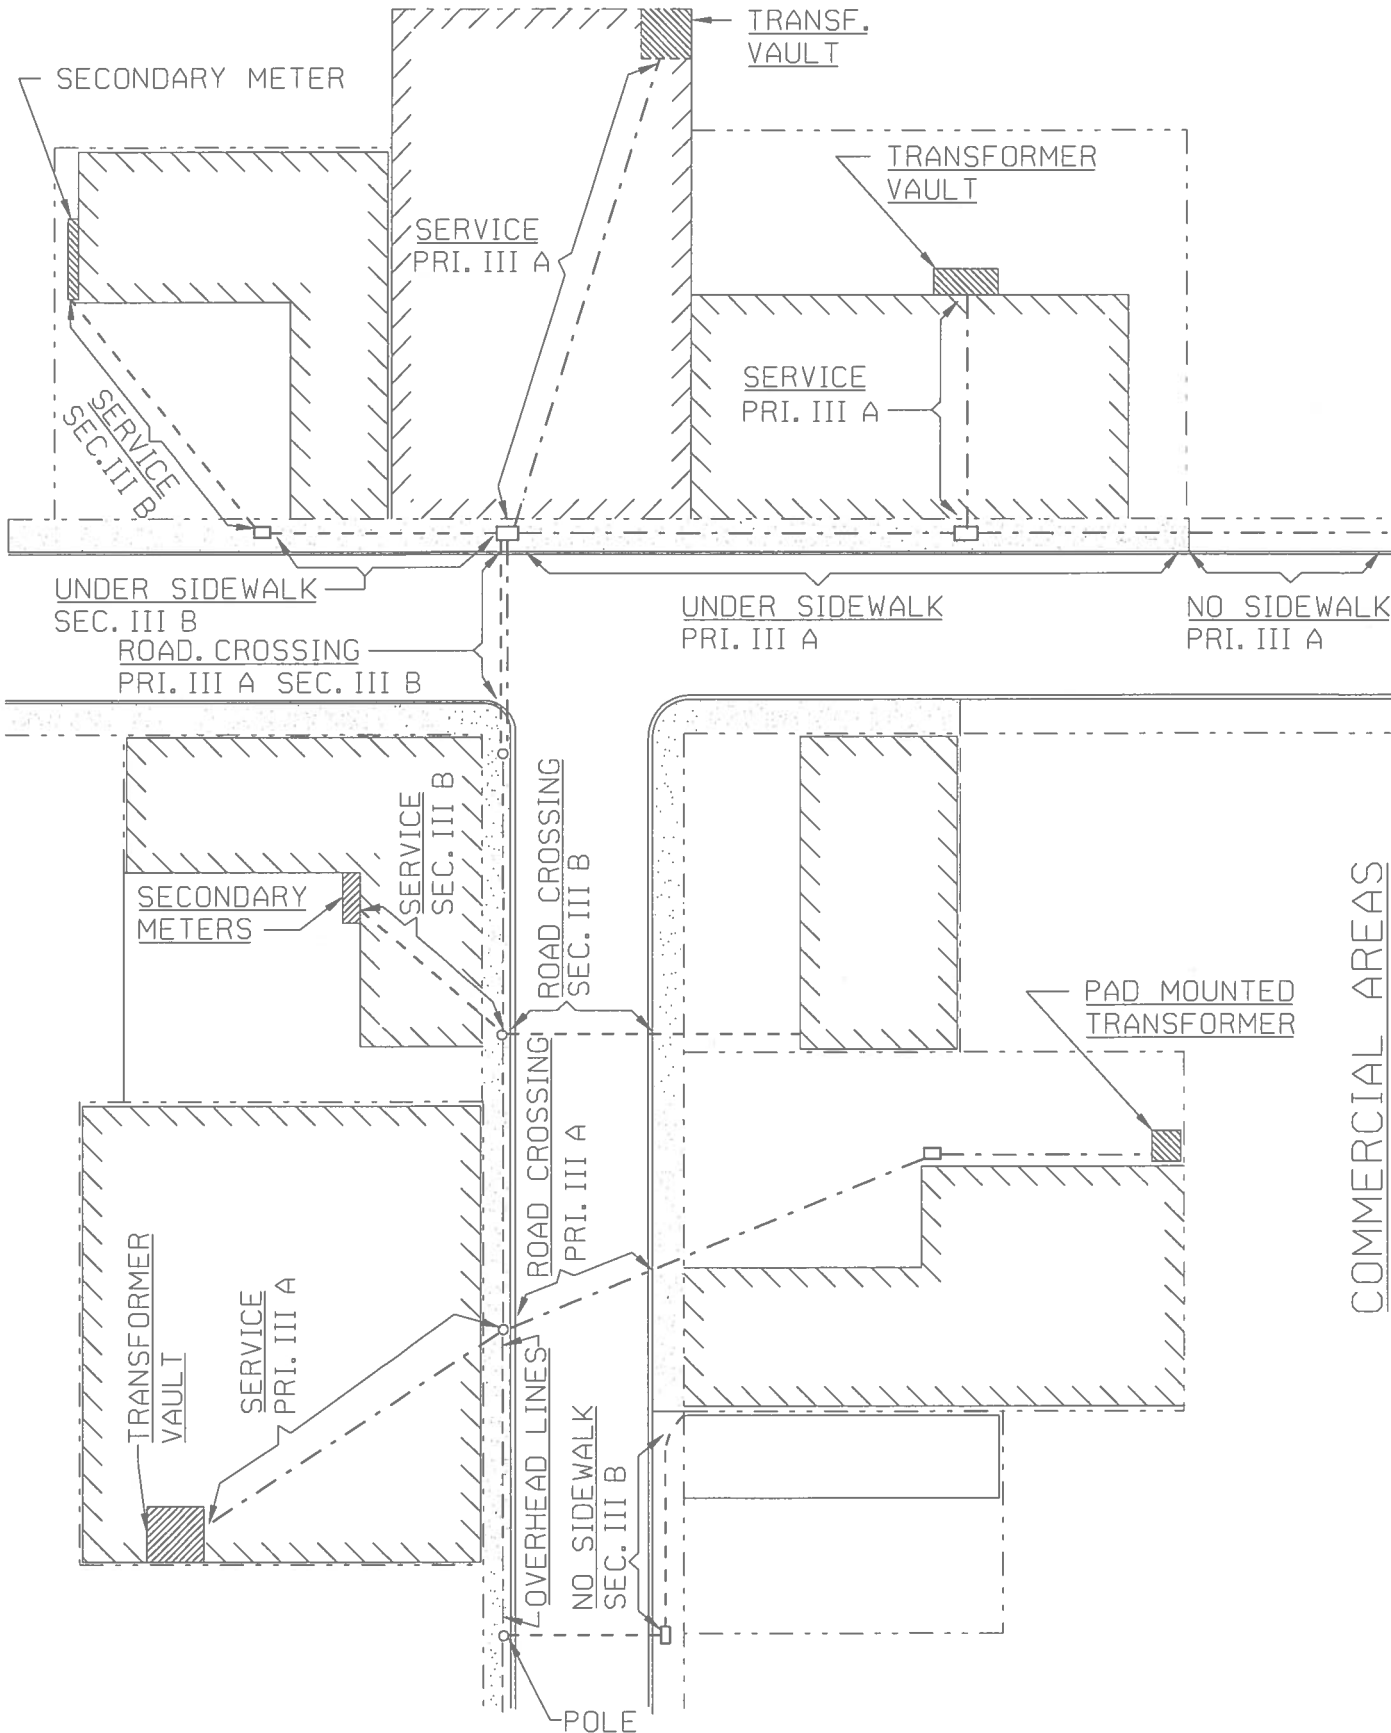 TRANSF.
VAULT
SECONDARY METER
TRANSFORMER
VAULT
SERVICE
PRI. III A
SERVICE
PRI. III A
SERVICE
SEC. III B
UNDER SIDEWALK
SEC. III B
UNDER SIDEWALK
PRI. III A
NO SIDEWALK
PRI. III A
ROAD. CROSSING
PRI. III A SEC. III B
SERVICE
SEC. III B
ROAD CROSSING
SEC. III B
SECONDARY
METERS
PAD MOUNTED
TRANSFORMER
COMMERCIAL AREAS
ROAD CROSSING
PRI. III A
TRANSFORMER
VAULT
SERVICE
PRI. III A
OVERHEAD LINES
NO SIDEWALK
SEC. III B
POLE